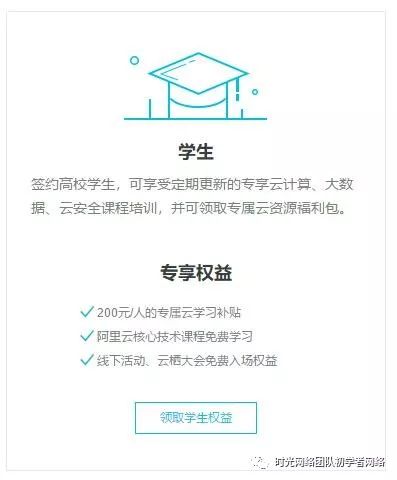 学生
签约高校学生，可享受定期更新的专享云计算、大数
据、云安全课程培训，并可领取专属云资源福利包。
专享权益
200元/人的专属云学习补贴
阿里云核心技术课程免费学习
线下活动、云栖大会免费入场权益
领取学生权益
时光网络团队初学者网络